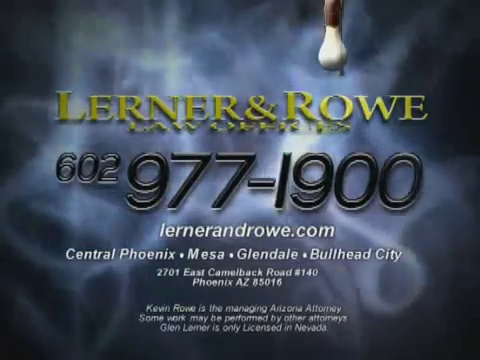 LERNER & ROWE
LAW OFFICES
602 977-1900
lernerandrowe.com
Central Phoenix • Mesa • Glendale • Bullhead City
2701 East Camelback Road #140
Phoenix AZ 85016
Kevin Rowe is the managing Arizona Attorney
Some work may be performed by other attorneys
Glen Lerner is only Licensed in Nevada.